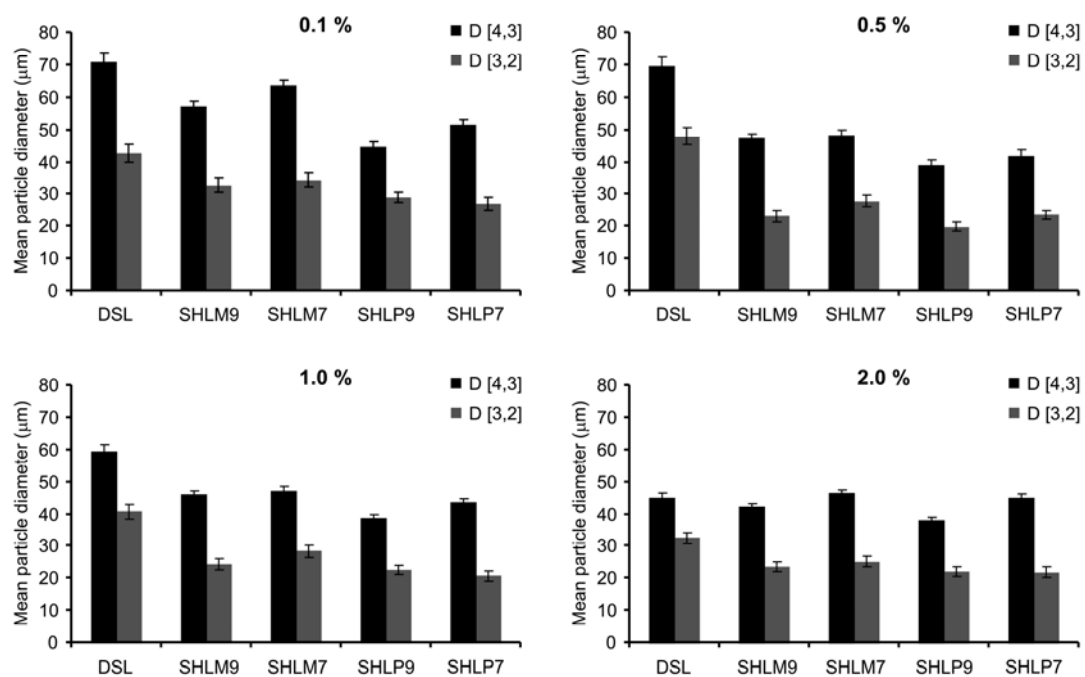 0.1 %
D [4,3]
D [3,2]
Mean particle diameter (μm)
80
70
60
50
40
30
20
10
0
DSL SHLM9 SHLM7 SHLP9 SHLP7
0.5 %
D [4,3]
D [3,2]
Mean particle diameter (μm)
80
70
60
50
40
30
20
10
0
DSL SHLM9 SHLM7 SHLP9 SHLP7
1.0 %
D [4,3]
D [3,2]
Mean particle diameter (μm)
80
70
60
50
40
30
20
10
0
DSL SHLM9 SHLM7 SHLP9 SHLP7
2.0 %
D [4,3]
D [3,2]
Mean particle diameter (μm)
80
70
60
50
40
30
20
10
0
DSL SHLM9 SHLM7 SHLP9 SHLP7